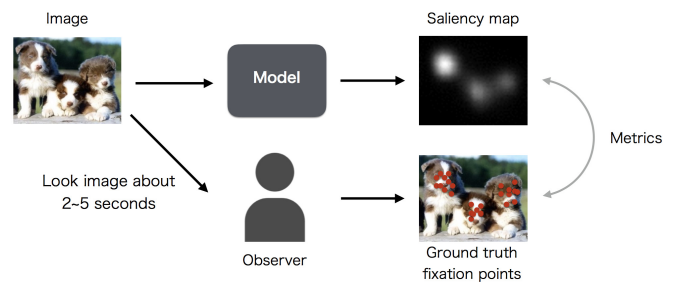 Image
Saliency map
Model
Metrics
Look image about
2~5 seconds
Observer
Ground truth
fixation points